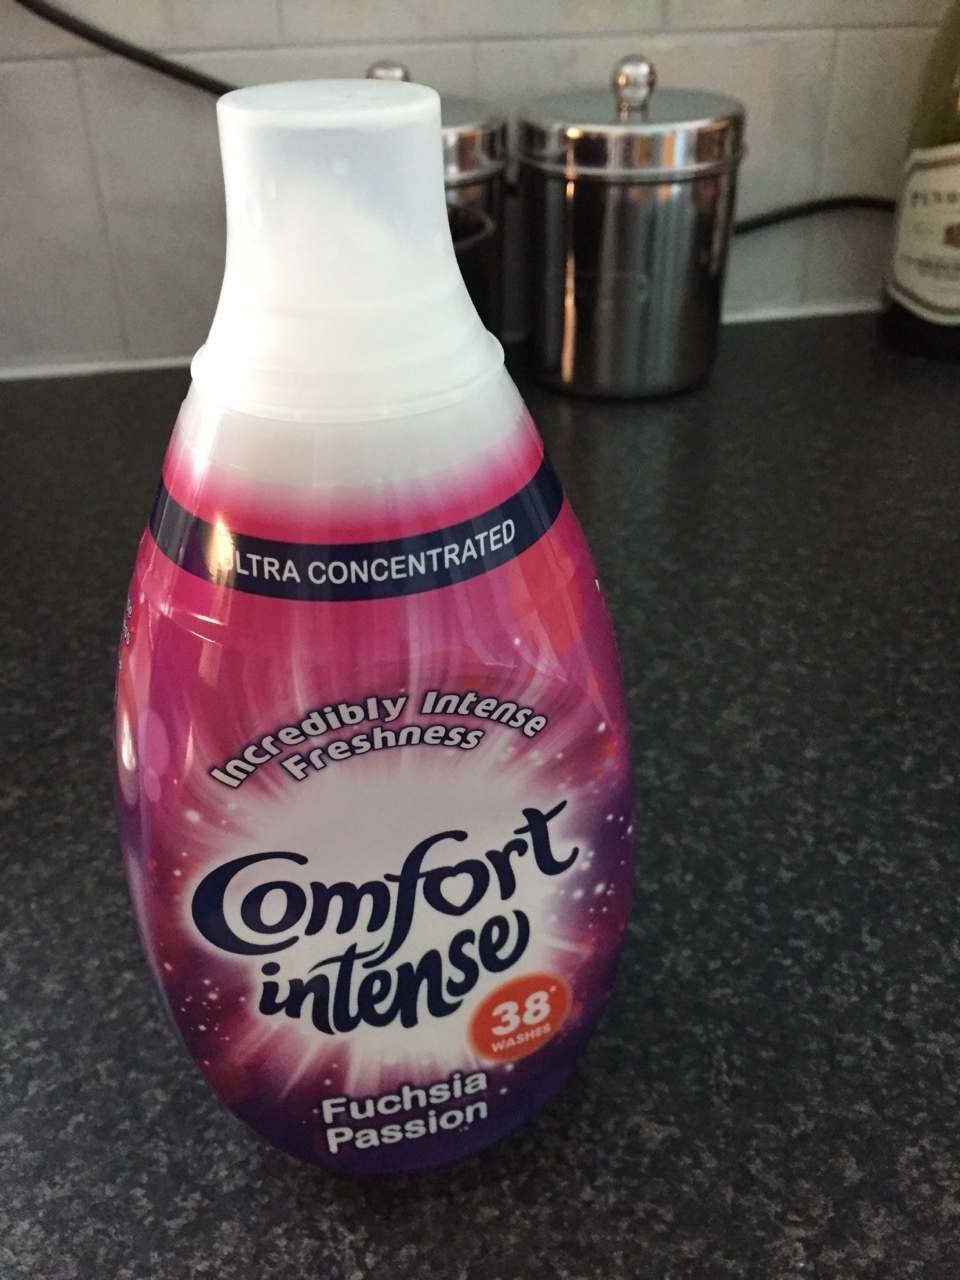 ULTRA CONCENTRATED
Incredibly Intense
Freshness
Comfort
intense
38*
WASHES
Fuchsia
Passion